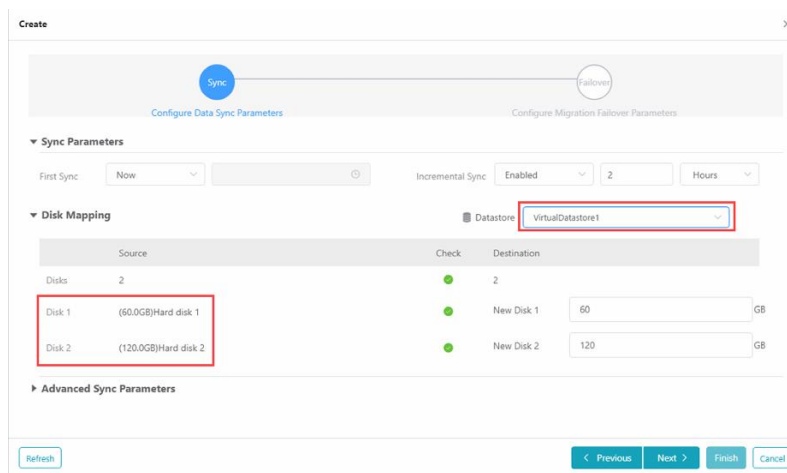 Create
Sync
Failover
Configure Data Sync Parameters
Configure Migration Failover Parameters
Sync Parameters
First Sync Now Incremental Sync Enabled 2 Hours
Disk Mapping Datastore VirtualDatastore1
Source Check Destination
Disks 2 2
Disk 1 (60.0GB)Hard disk 1 New Disk 1 60 GB
Disk 2 (120.0GB)Hard disk 2 New Disk 2 120 GB
Advanced Sync Parameters
Refresh < Previous Next > Finish Cancel